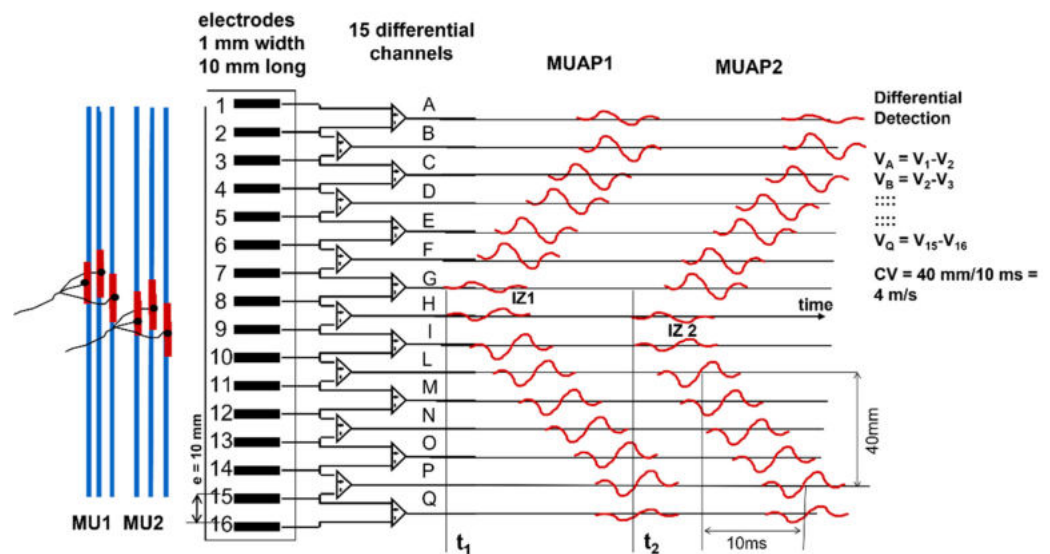 electrodes
1 mm width
10 mm long
15 differential
channels
MUAP1
MUAP2
Differential
Detection
V_A = V_1-V_2
V_B = V_2-V_3
::::
::::
V_Q = V_15-V_16
CV = 40 mm/10 ms =
4 m/s
1
2
3
4
5
6
7
8
9
10
11
12
13
14
15
16
A
B
C
D
E
F
G
H
I
L
M
N
O
P
Q
IZ1
IZ 2
time
40mm
10ms
t_1
t_2
e = 10 mm
MU1
MU2